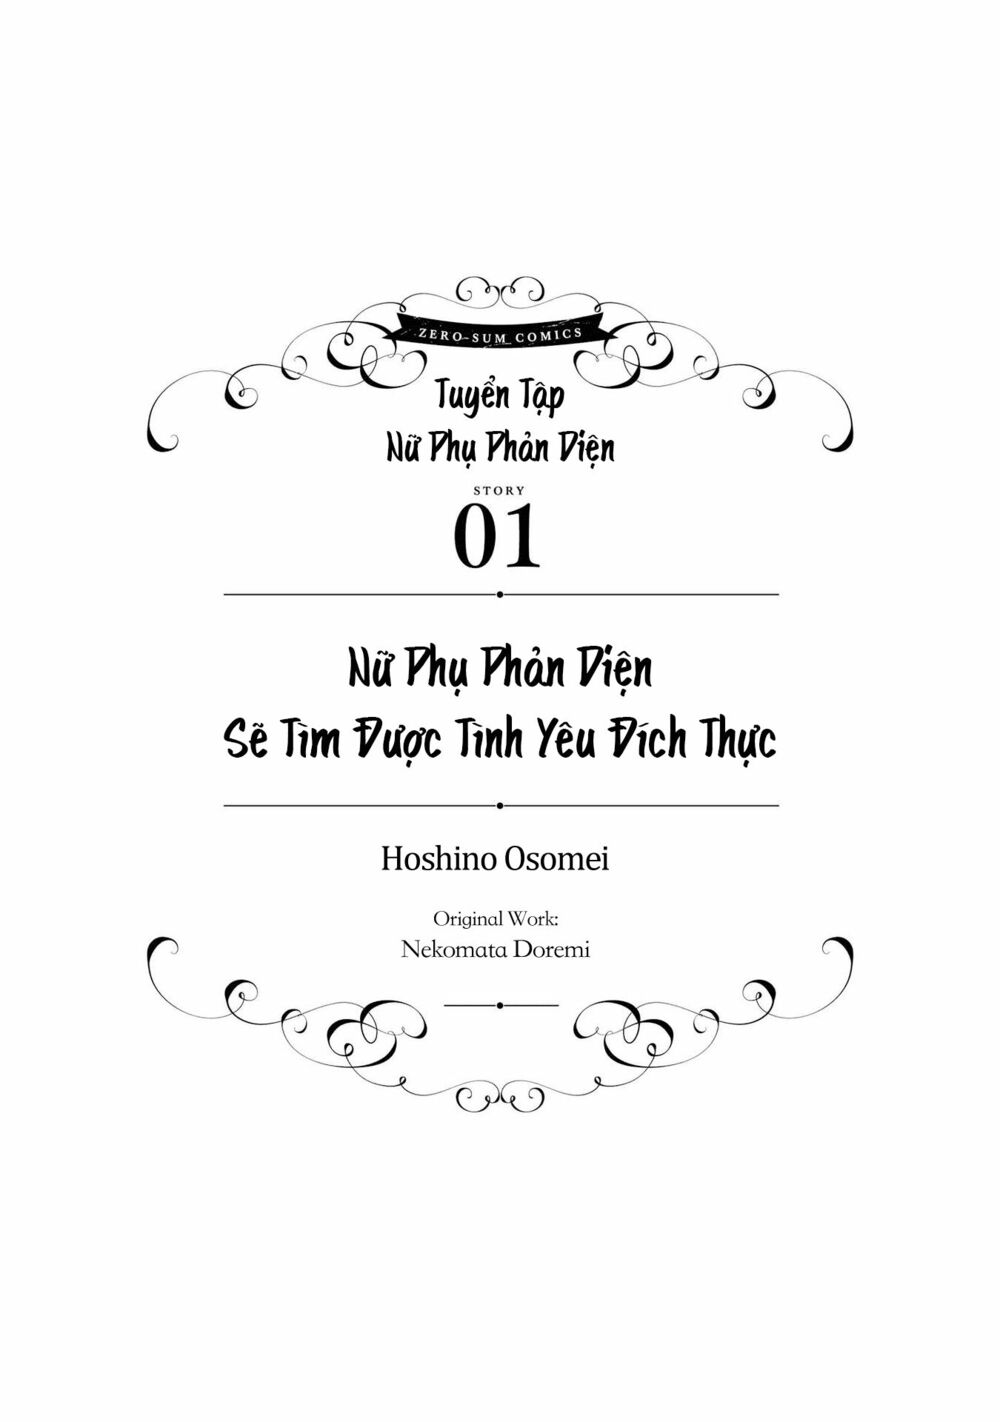 ZERO-SUM COMICS
Tuyển Tập
Nữ Phụ Phản Diện
STORY
01
Nữ Phụ Phản Diện
Sẽ Tìm Được Tình Yêu Đích Thực
Hoshino Osomei
Original Work:
Nekomata Doremi